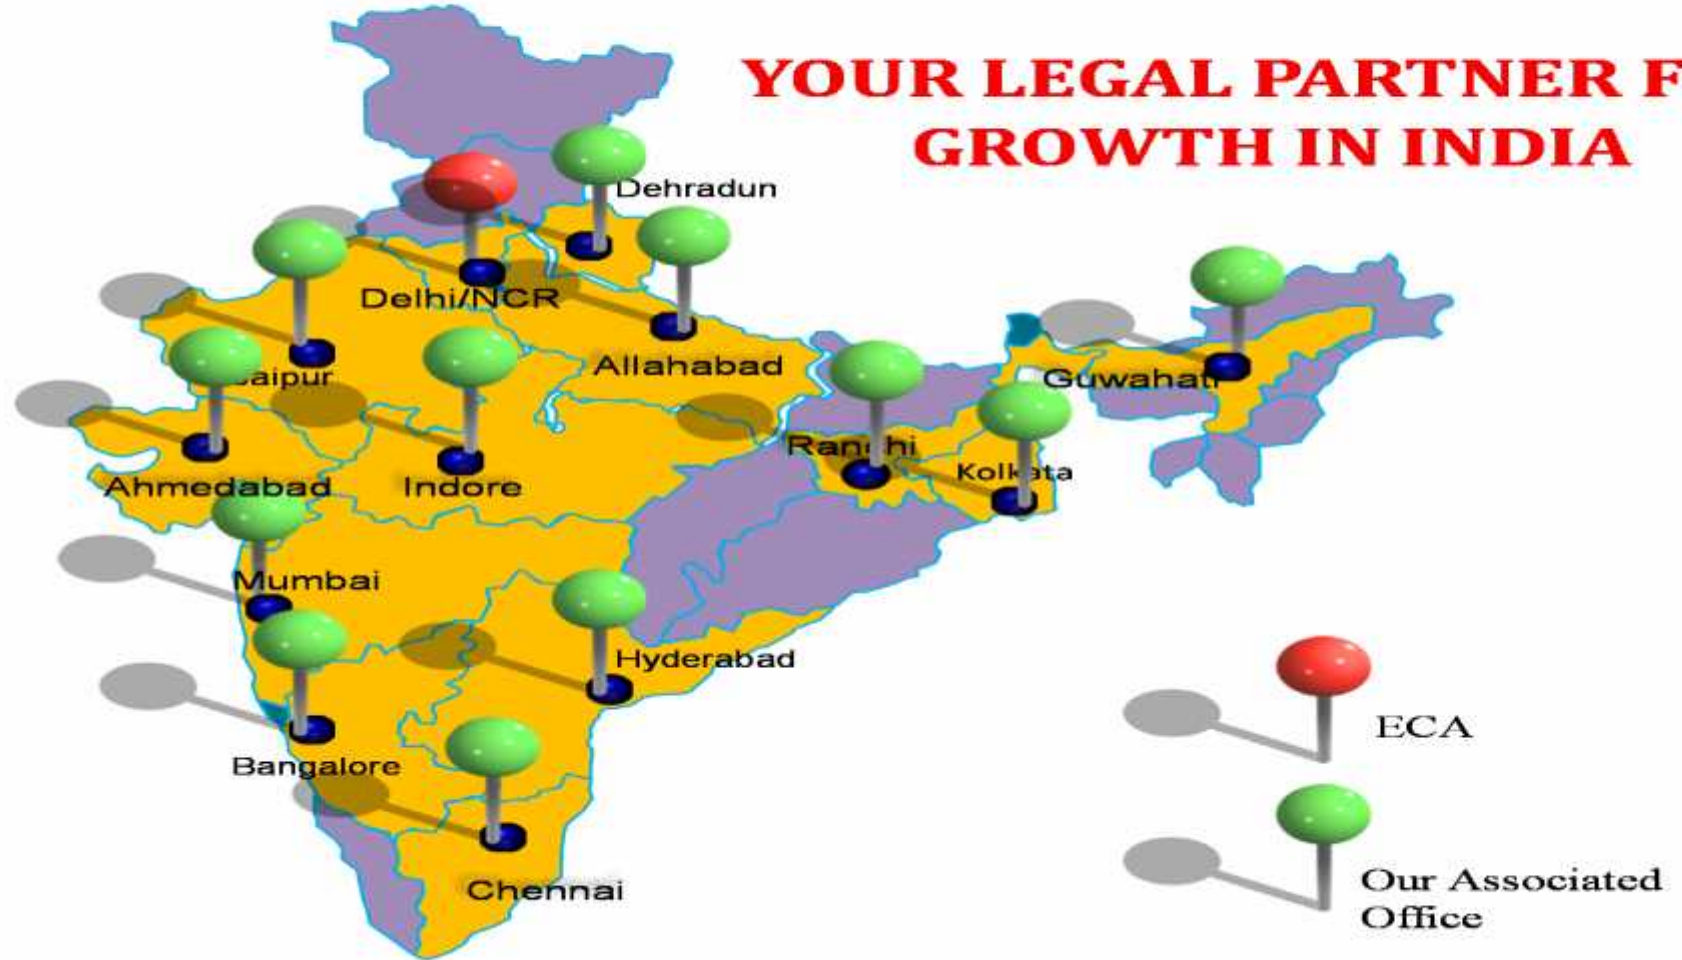 YOUR LEGAL PARTNER F
GROWTH IN INDIA
Dehradun
Delhi/NCR
Allahabad
Guwahati
Ranchi
Kolkata
Ahmedabad
Indore
Mumbai
Hyderabad
Bangalore
Chennai
ECA
Our Associated
Office